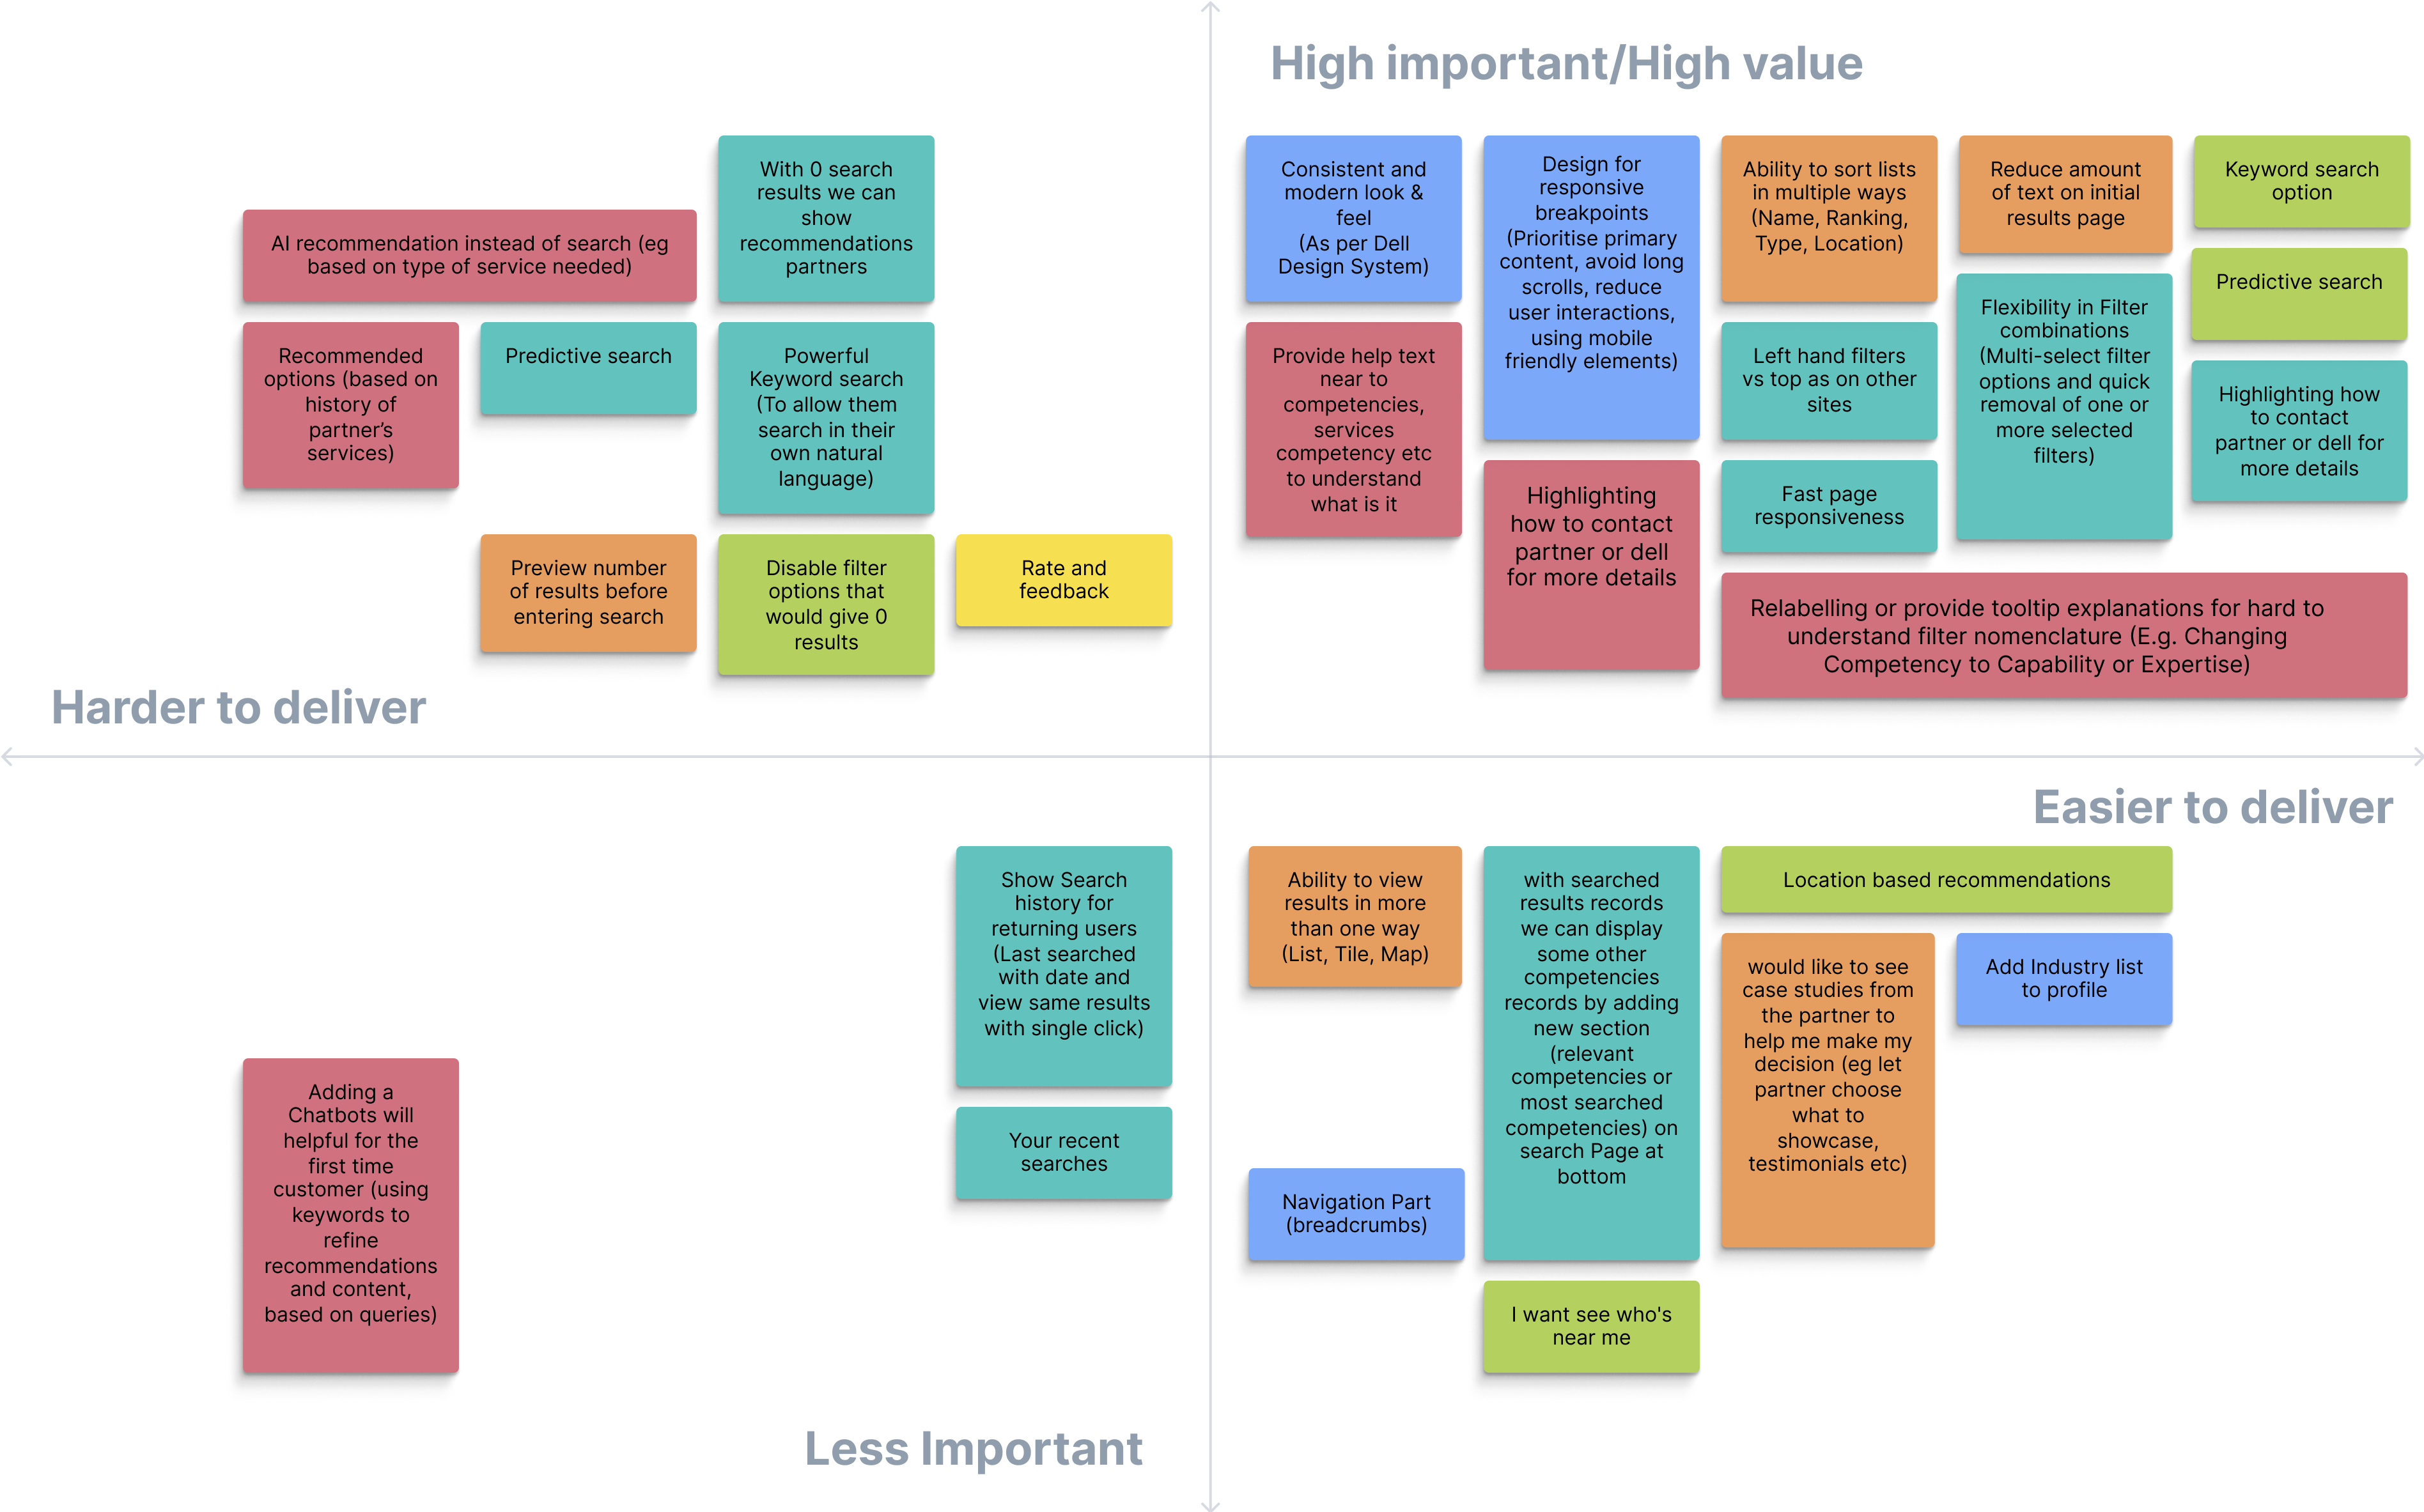 High important/High value
With 0 search
results we can
show
recommendations
partners
AI recommendation instead of search (eg
based on type of service needed)
Recommended
options (based on
history of
partner’s
services)
Predictive search
Powerful
Keyword search
(To allow them
search in their
own natural
language)
Preview number
of results before
entering search
Disable filter
options that
would give 0
results
Rate and
feedback
Harder to deliver
Consistent and
modern look &
feel
(As per Dell
Design System)
Design for
responsive
breakpoints
(Prioritise primary
content, avoid long
scrolls, reduce
user interactions,
using mobile
friendly elements)
Ability to sort lists
in multiple ways
(Name, Ranking,
Type, Location)
Reduce amount
of text on initial
results page
Keyword search
option
Predictive search
Provide help text
near to
competencies,
services
competency etc
to understand
what is it
Left hand filters
vs top as on other
sites
Flexibility in Filter
combinations
(Multi-select filter
options and quick
removal of one or
more selected
filters)
Highlighting how
to contact
partner or dell for
more details
Highlighting
how to contact
partner or dell
for more details
Fast page
responsiveness
Relabelling or provide tooltip explanations for hard to
understand filter nomenclature (E.g. Changing
Competency to Capability or Expertise)
Easier to deliver
Show Search
history for
returning users
(Last searched
with date and
view same results
with single click)
Your recent
searches
Adding a
Chatbots will
helpful for the
first time
customer (using
keywords to
refine
recommendations
and content,
based on queries)
Less Important
Ability to view
results in more
than one way
(List, Tile, Map)
with searched
results records
we can display
some other
competencies
records by adding
new section
(relevant
competencies or
most searched
competencies) on
search Page at
bottom
Location based recommendations
would like to see
case studies from
the partner to
help me make my
decision (eg let
partner choose
what to
showcase,
testimonials etc)
Add Industry list
to profile
Navigation Part
(breadcrumbs)
I want see who's
near me